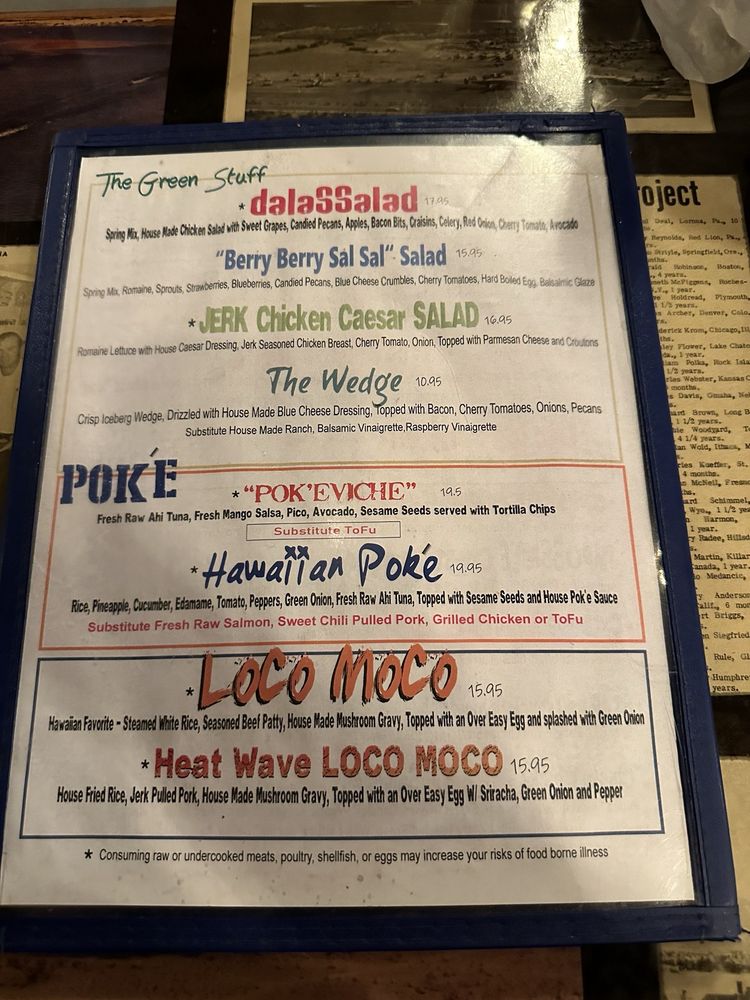 The Green Stuff
* dalaSSalad 17.95
Spring Mix, House Made Chicken Salad with Sweet Grapes, Candied Pecans, Apples, Bacon Bits, Craisins, Celery, Red Onion, Cherry Tomato, Avocado
"Berry Berry Sal Sal" Salad 15.95
Spring Mix, Romaine, Sprouts, Strawberries, Blueberries, Candied Pecans, Blue Cheese Crumbles, Cherry Tomatoes, Hard Boiled Egg, Balsalmic Glaze
* JERK Chicken Caesar SALAD 16.95
Romaine Lettuce with House Caesar Dressing, Jerk Seasoned Chicken Breast, Cherry Tomato, Onion, Topped with Parmesan Cheese and Croutons
The Wedge 10.95
Crisp Iceberg Wedge, Drizzled with House Made Blue Cheese Dressing, Topped with Bacon, Cherry Tomatoes, Onions, Pecans
Substitute House Made Ranch, Balsamic Vinaigrette,Raspberry Vinaigrette
POK'E
* "POK'EVICHE" 19.5
Fresh Raw Ahi Tuna, Fresh Mango Salsa, Pico, Avocado, Sesame Seeds served with Tortilla Chips
Substitute ToFu
* Hawaiian Pok'e 19.95
Rice, Pineapple, Cucumber, Edamame, Tomato, Peppers, Green Onion, Fresh Raw Ahi Tuna, Topped with Sesame Seeds and House Pok'e Sauce
Substitute Fresh Raw Salmon, Sweet Chili Pulled Pork, Grilled Chicken or ToFu
* LOCO MOCO 15.95
Hawaiian Favorite - Steamed White Rice, Seasoned Beef Patty, House Made Mushroom Gravy, Topped with an Over Easy Egg and splashed with Green Onion
* Heat Wave LOCO MOCO 15.95
House Fried Rice, Jerk Pulled Pork, House Made Mushroom Gravy, Topped with an Over Easy Egg W/ Sriracha, Green Onion and Pepper
* Consuming raw or undercooked meats, poultry, shellfish, or eggs may increase your risks of food borne illness
oject